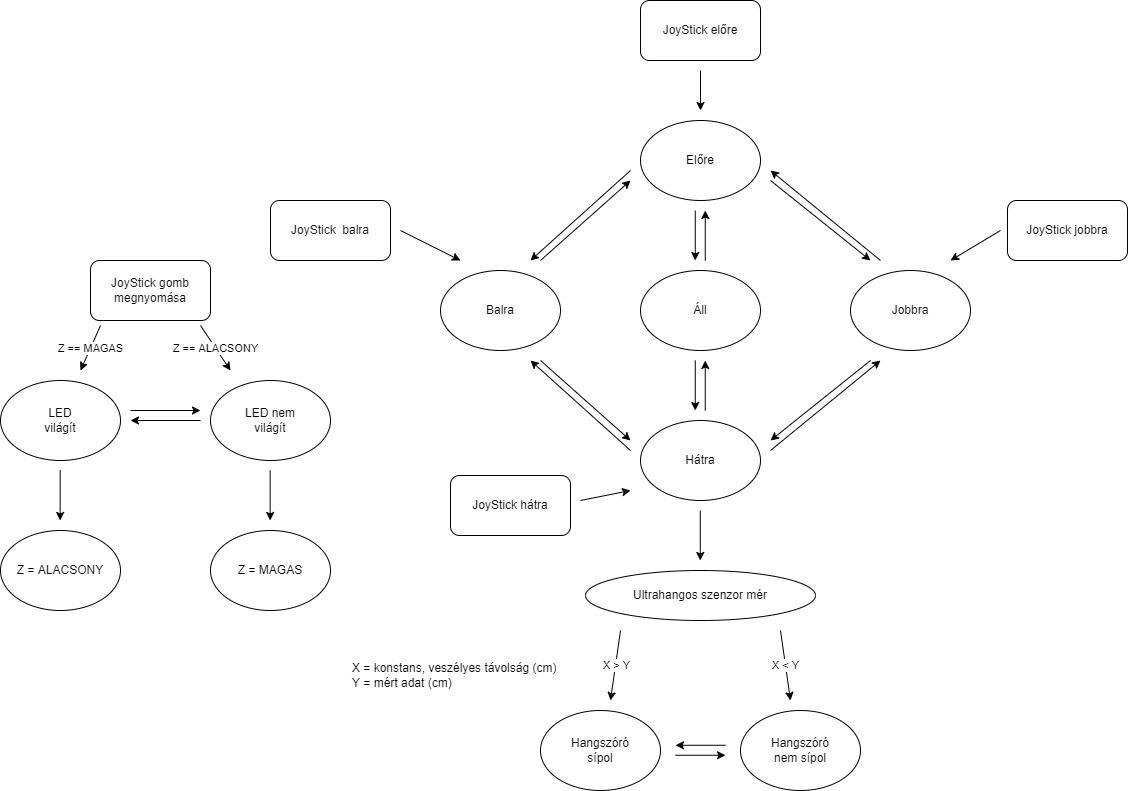 JoyStick előre
Előre
JoyStick balra
JoyStick jobbra
JoyStick gomb
megnyomása
Balra
Áll
Jobbra
Z == MAGAS
Z == ALACSONY
LED
világít
LED nem
világít
Hátra
JoyStick hátra
Z = ALACSONY
Z = MAGAS
Ultrahangos szenzor mér
X = konstans, veszélyes távolság (cm)
Y = mért adat (cm)
X > Y
X < Y
Hangszóró
sípol
Hangszóró
nem sípol